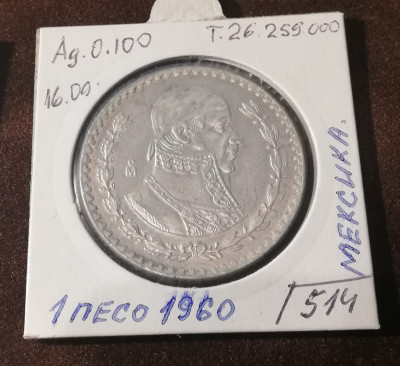 Ag.0.100
Т.26.259.000
16.00.
М
МЕКСИКА.
1 ПЕСО 1960
514